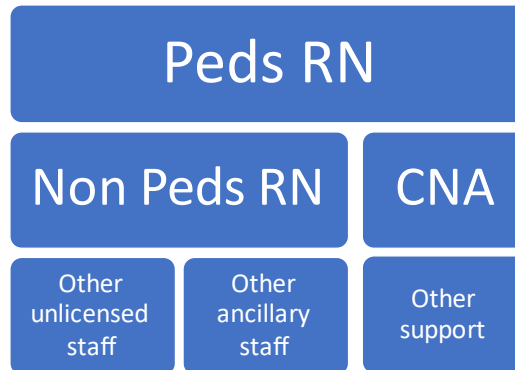 Peds RN
Non Peds RN
CNA
Other
unlicensed
staff
Other
ancillary
staff
Other
support